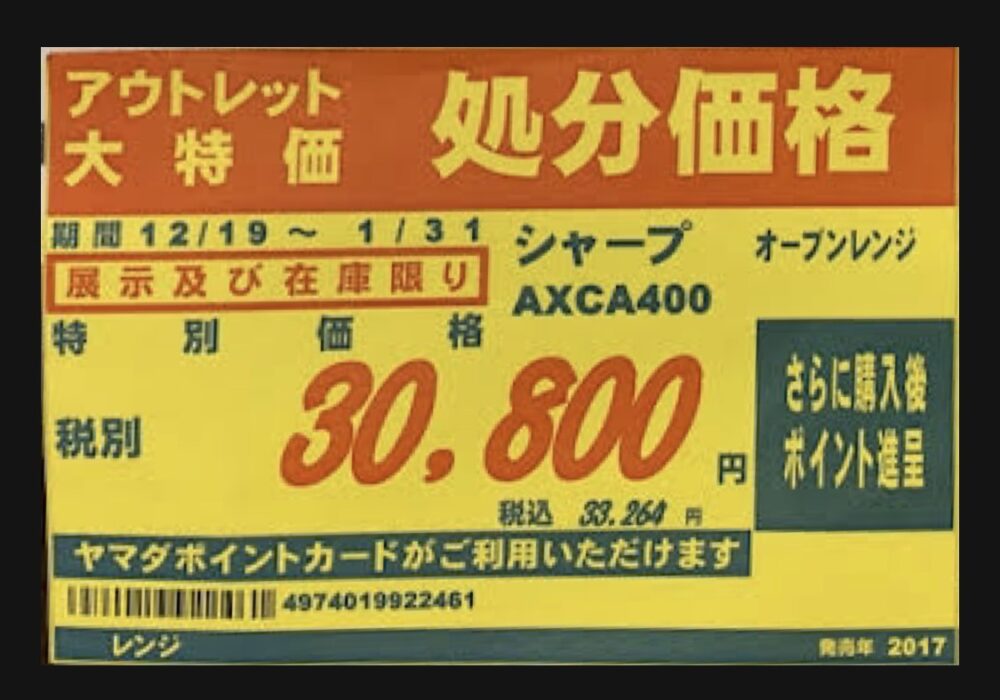 アウトレット
大特価
処分価格
期間 12/19 ～ 1/31
展示及び在庫限り
シャープ
オープンレンジ
AXCA400
特別価格
税別
30,800
円
さらに購入後
ポイント進呈
税込 33.264 円
ヤマダポイントカードがご利用いただけます
4974019922461
レンジ
発売年 2017